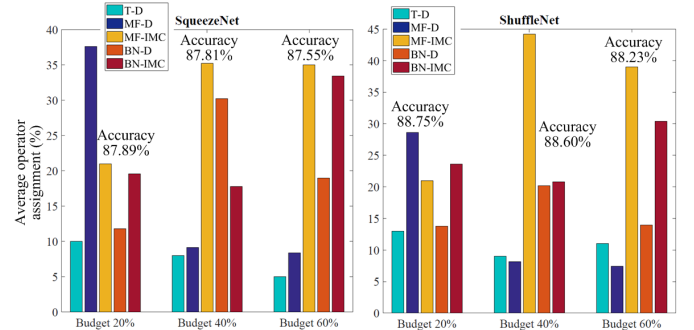 SqueezeNet
T-D
MF-D
MF-IMC
BN-D
BN-IMC
Accuracy
87.89%
Accuracy
87.81%
Accuracy
87.55%
Average operator
assignment (%)
40
35
30
25
20
15
10
5
0
Budget 20%
Budget 40%
Budget 60%
ShuffleNet
T-D
MF-D
MF-IMC
BN-D
BN-IMC
Accuracy
88.75%
Accuracy
88.60%
Accuracy
88.23%
45
40
35
30
25
20
15
10
5
0
Budget 20%
Budget 40%
Budget 60%